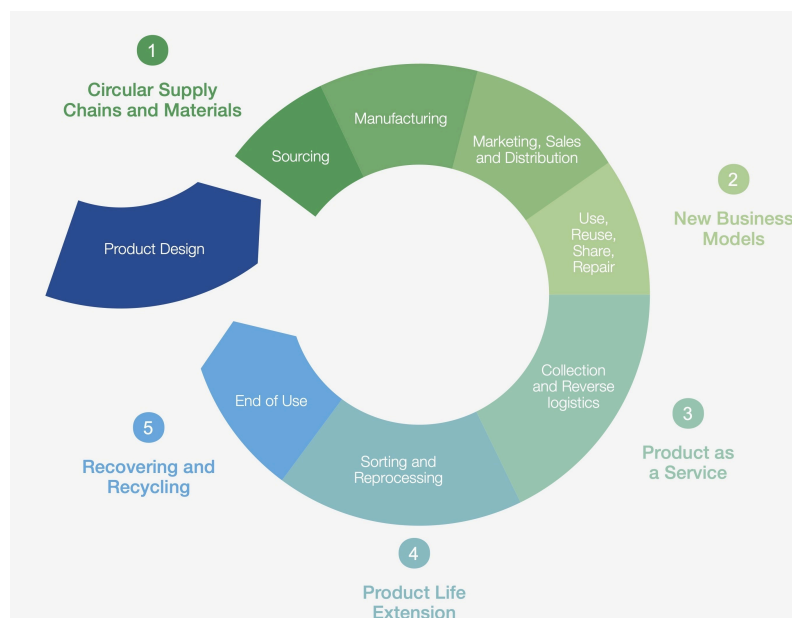 1
Circular Supply
Chains and Materials
Sourcing
Manufacturing
Marketing, Sales
and Distribution
2
New Business
Models
Use,
Reuse,
Share,
Repair
Product Design
Collection
and Reverse
logistics
3
Product as
a Service
End of Use
5
Recovering and
Recycling
Sorting and
Reprocessing
4
Product Life
Extension